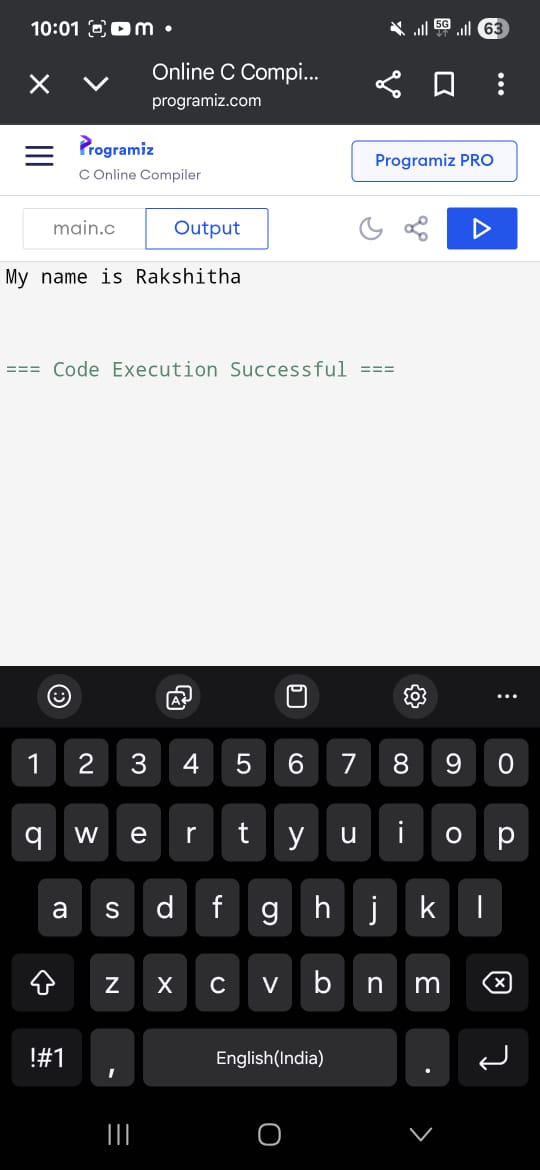 10:01
5G
63
Online C Compi...
programiz.com
Programiz
C Online Compiler
Programiz PRO
main.c
Output
My name is Rakshitha
=== Code Execution Successful ===
1 2 3 4 5 6 7 8 9 0
q w e r t y u i o p
a s d f g h j k l
z x c v b n m
!#1 , English(India) .